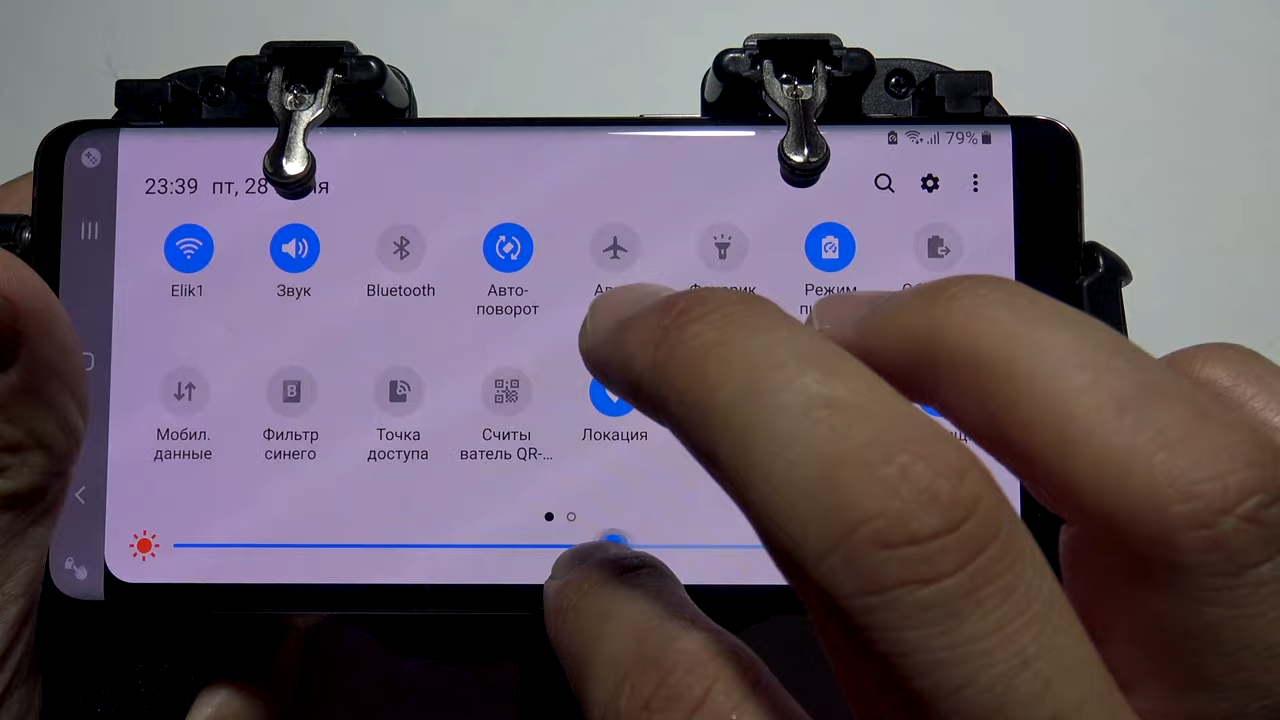 79%
23:39 пт, 28
Elik1
Звук
Bluetooth
Авто-
поворот
Режим
Мобил.
данные
Фильтр
синего
B
Точка
доступа
Считы
ватель QR-...
Локация